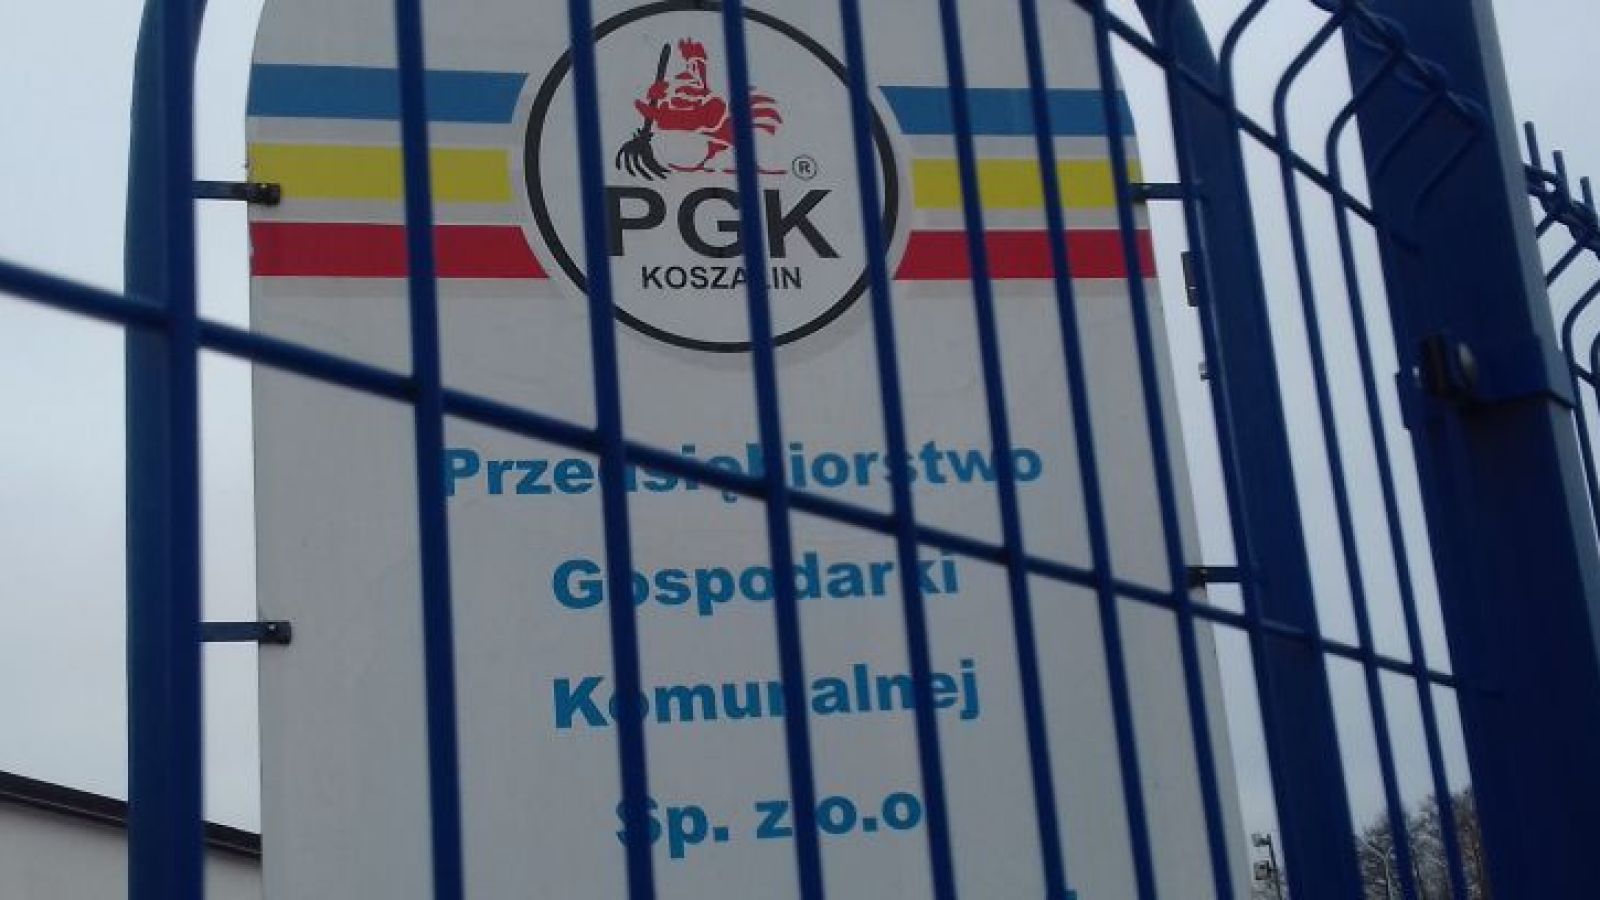 ®
PGK
KOSZALIN
Przedsiębiorstwo
Gospodarki
Komunalnej
Sp. z o.o